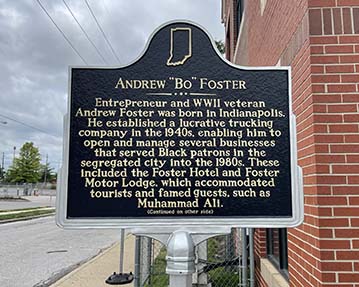 Andrew "Bo" Foster
Entrepreneur and WWII veteran
Andrew Foster was born in Indianapolis.
He established a lucrative trucking
company in the 1940s, enabling him to
open and manage several businesses
that served Black patrons in the
segregated city into the 1980s. These
included the Foster Hotel and Foster
Motor Lodge, which accommodated
tourists and famed guests, such as
Muhammad Ali.
(Continued on other side)